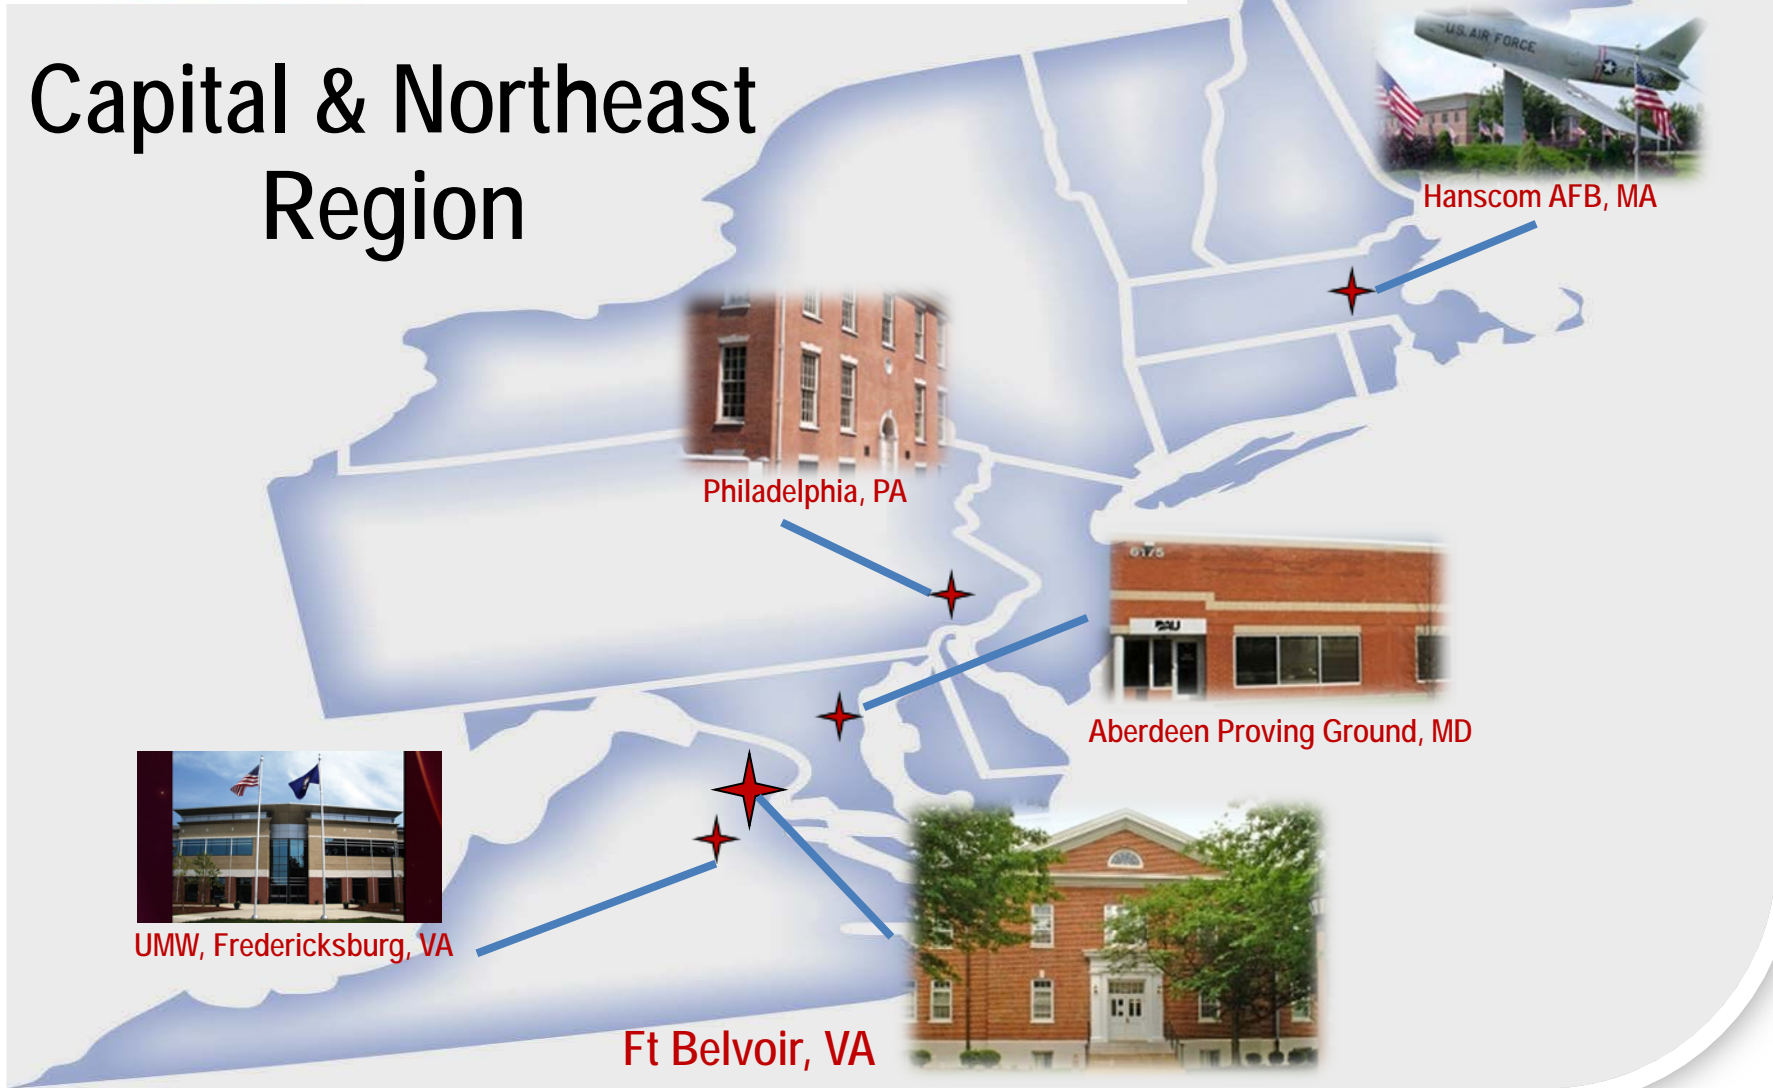 Capital & Northeast
Region
U.S. AIR FORCE
Hanscom AFB, MA
Philadelphia, PA
6175
DAU
Aberdeen Proving Ground, MD
UMW, Fredericksburg, VA
Ft Belvoir, VA